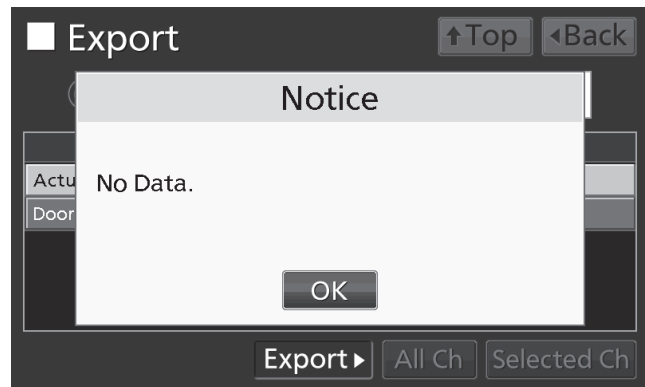 Export
↑Top
◂Back
Notice
Actu
No Data.
Door
OK
Export▸
All Ch
Selected Ch